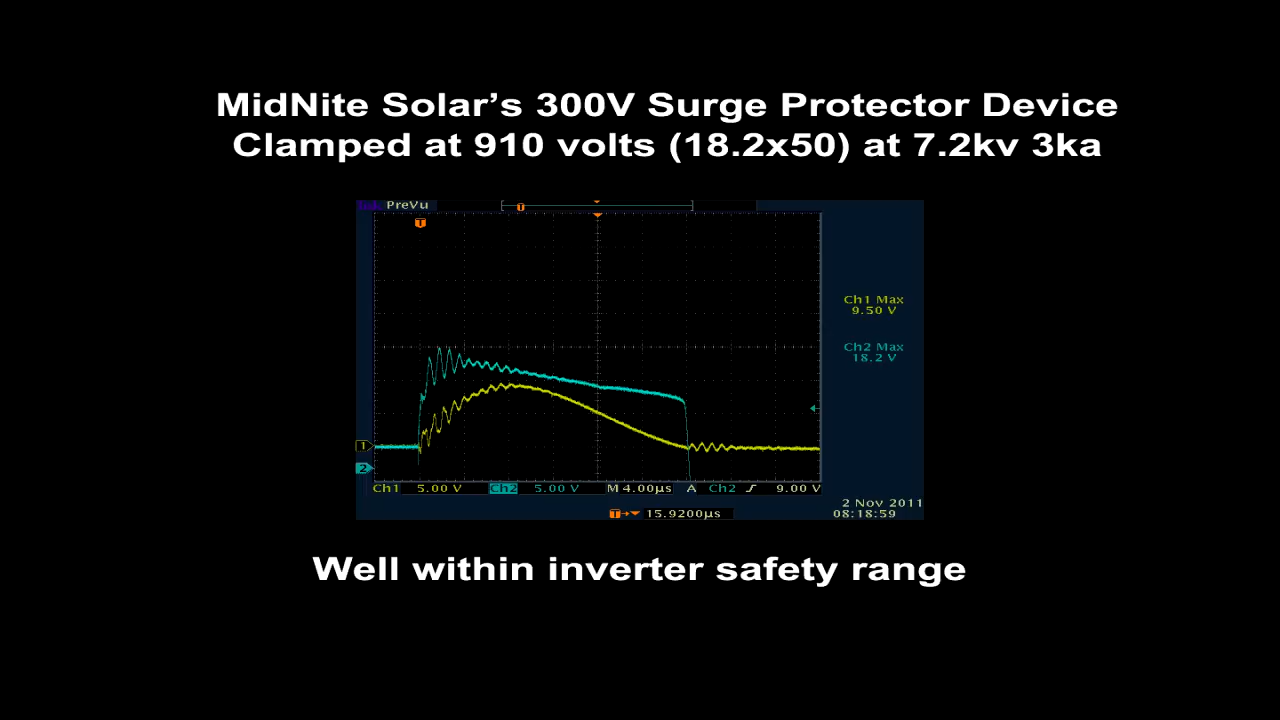 MidNite Solar’s 300V Surge Protector Device
Clamped at 910 volts (18.2x50) at 7.2kv 3ka
PreVu
T
T
Ch1 Max
9.50 V
Ch2 Max
18.2 V
1
2
Ch1 5.00 V Ch2 5.00 V M 4.00µs A Ch2 9.00 V
2 Nov 2011
T 15.9200µs 08:18:59
Well within inverter safety range